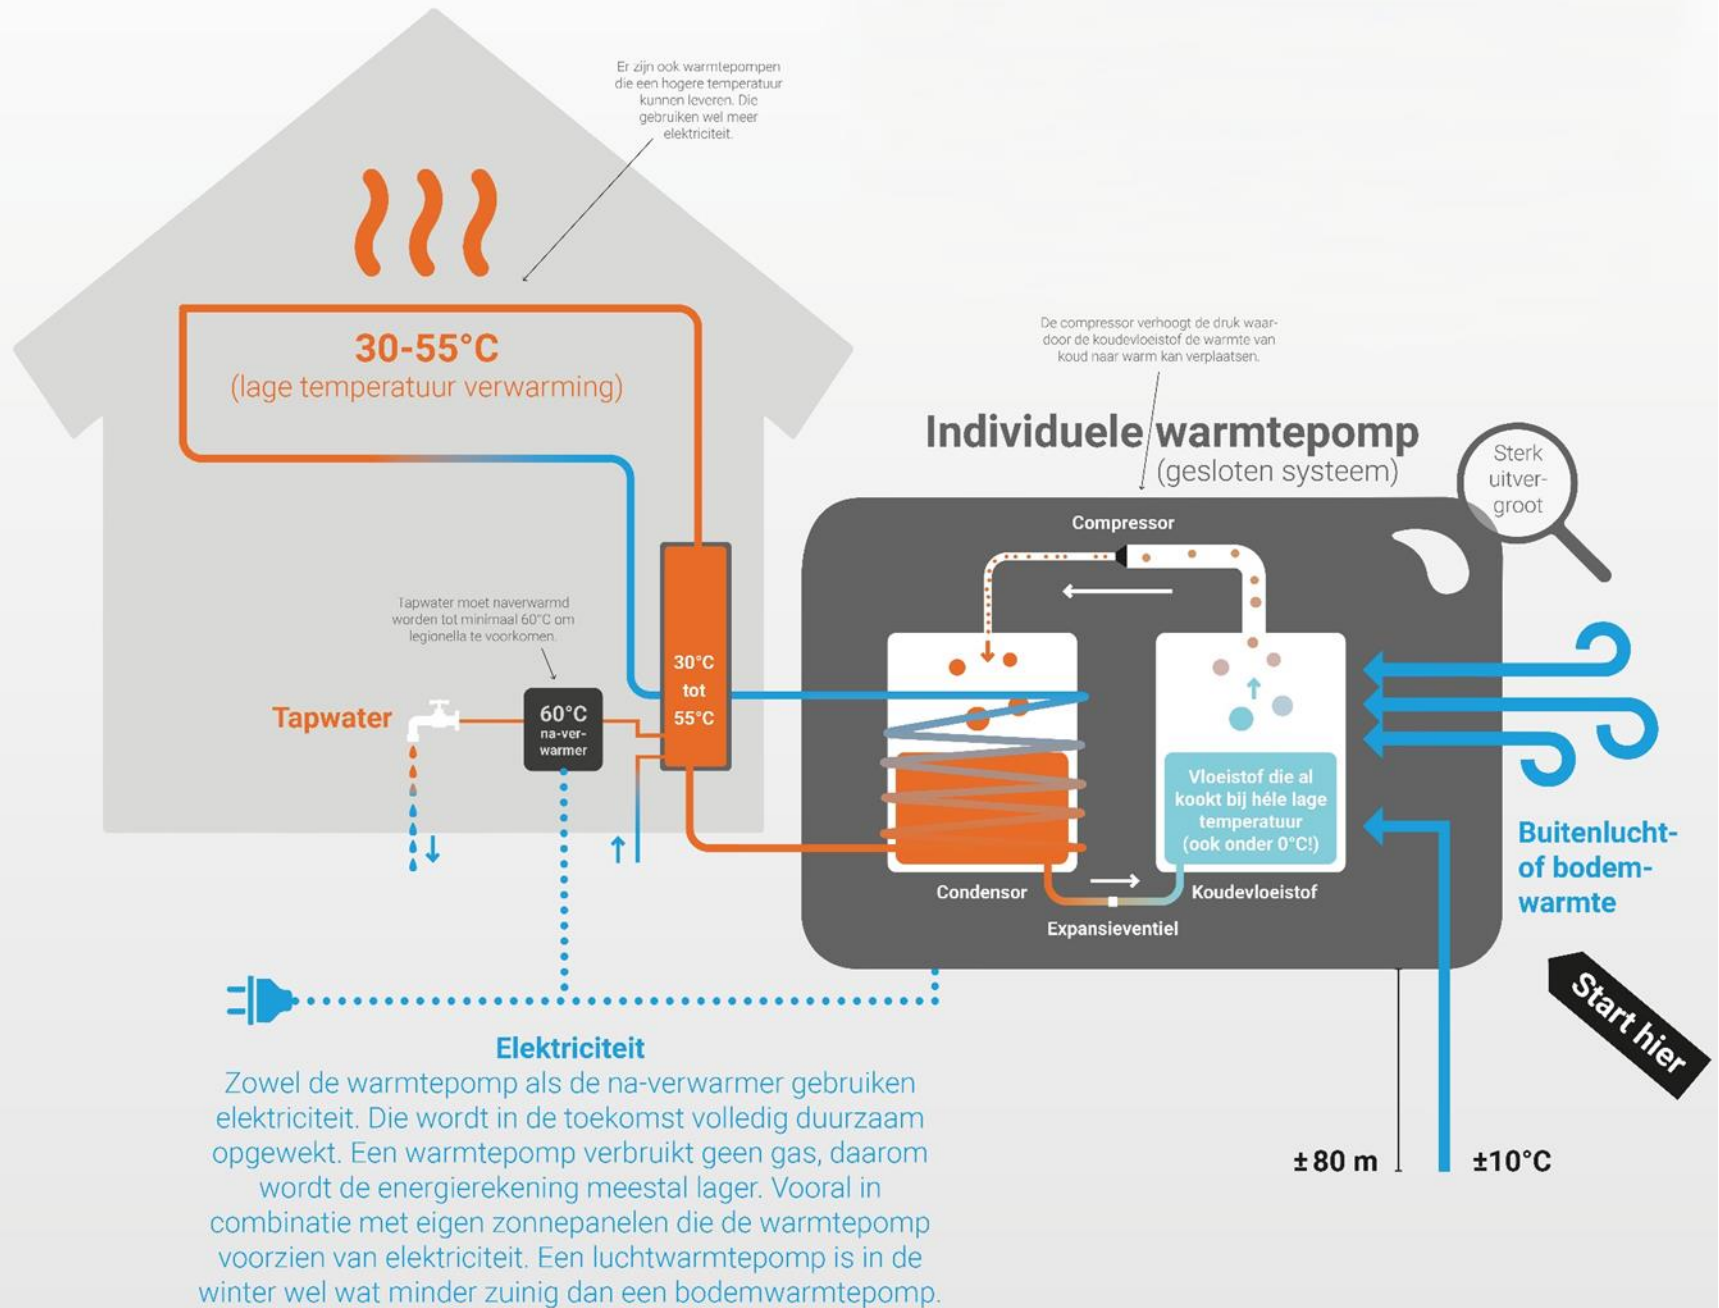 Er zijn ook warmtepompen
die een hogere temperatuur
kunnen leveren. Die
gebruiken wel meer
elektriciteit.
30-55°C
(lage temperatuur verwarming)
De compressor verhoogt de druk waar-
door de koudevloeistof de warmte van
koud naar warm kan verplaatsen.
Individuele warmtepomp
(gesloten systeem)
Sterk
uitver-
groot
Compressor
Tapwater moet naverwarmd
worden tot minimaal 60°C om
legionella te voorkomen.
30°C
tot
55°C
Tapwater
60°C
na-ver-
warmer
Vloeistof die al
kookt bij héle lage
temperatuur
(ook onder 0°C!)
Condensor
Koudevloeistof
Expansieventiel
Buitenlucht-
of bodem-
warmte
Start hier
±80 m
±10°C
Elektriciteit
Zowel de warmtepomp als de na-verwarmer gebruiken
elektriciteit. Die wordt in de toekomst volledig duurzaam
opgewekt. Een warmtepomp verbruikt geen gas, daarom
wordt de energierekening meestal lager. Vooral in
combinatie met eigen zonnepanelen die de warmtepomp
voorzien van elektriciteit. Een luchtwarmtepomp is in de
winter wel wat minder zuinig dan een bodemwarmtepomp.